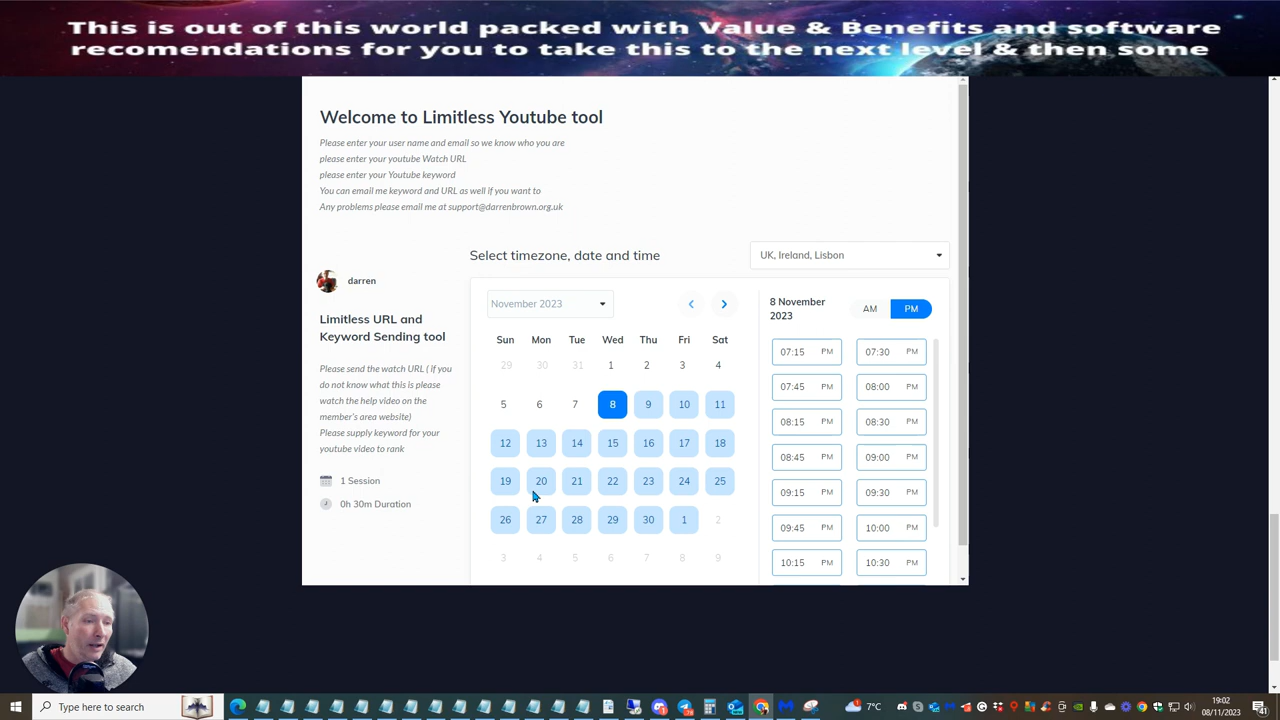 This is out of this world packed with Value & Benefits and software
recomendations for you to take this to the next level & then some
Welcome to Limitless Youtube tool
Please enter your user name and email so we know who you are
please enter your youtube Watch URL
please enter your Youtube keyword
You can email me keyword and URL as well if you want to
Any problems please email me at support@darrenbrown.org.uk
Select timezone, date and time
UK, Ireland, Lisbon
darren
Limitless URL and
Keyword Sending tool
Please send the watch URL ( if you
do not know what this is please
watch the help video on the
member's area website)
Please supply keyword for your
youtube video to rank
1 Session
0h 30m Duration
November 2023
Sun Mon Tue Wed Thu Fri Sat
29 30 31 1 2 3 4
5 6 7 8 9 10 11
12 13 14 15 16 17 18
19 20 21 22 23 24 25
26 27 28 29 30 1 2
3 4 5 6 7 8 9
8 November
2023
AM PM
07:15 PM 07:30 PM
07:45 PM 08:00 PM
08:15 PM 08:30 PM
08:45 PM 09:00 PM
09:15 PM 09:30 PM
09:45 PM 10:00 PM
10:15 PM 10:30 PM
Type here to search
7°C
19:02
08/11/2023